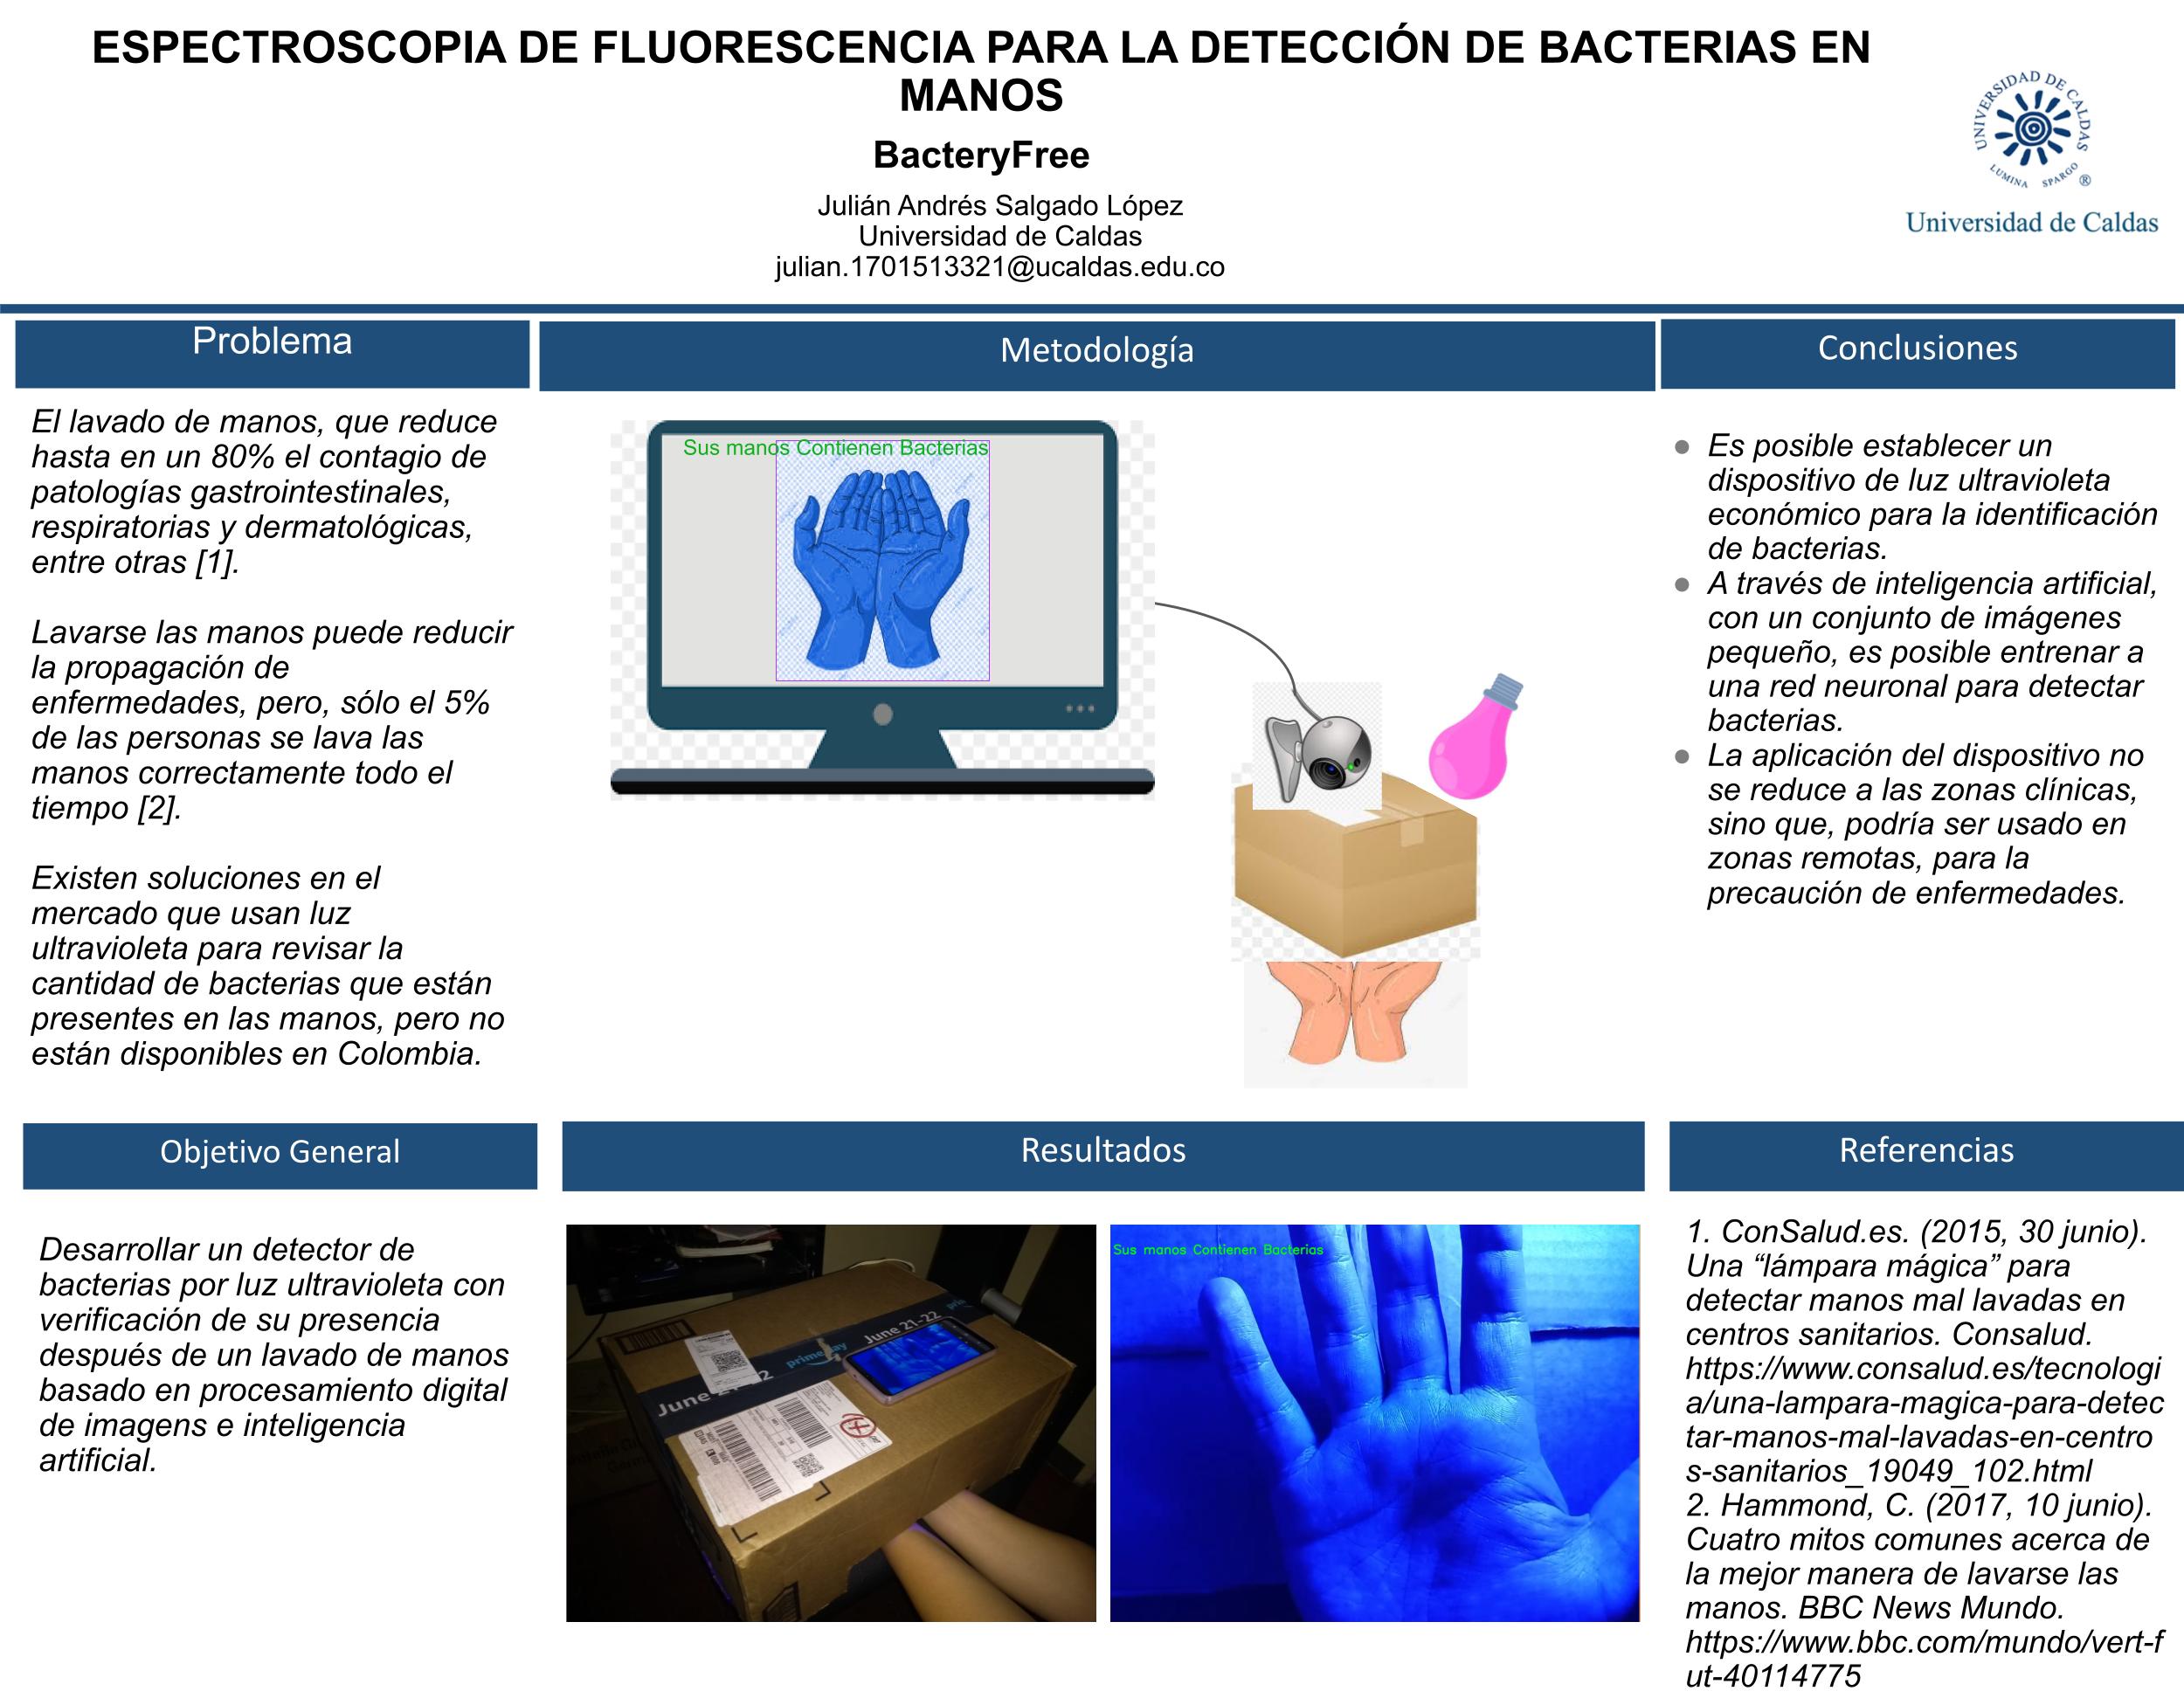 ESPECTROSCOPIA DE FLUORESCENCIA PARA LA DETECCIÓN DE BACTERIAS EN
MANOS
BacteryFree
Julián Andrés Salgado López
Universidad de Caldas
julian.1701513321@ucaldas.edu.co
UNIVERSIDAD DE CALDAS
LUMINA SPARGO ®
Universidad de Caldas
Problema
El lavado de manos, que reduce
hasta en un 80% el contagio de
patologías gastrointestinales,
respiratorias y dermatológicas,
entre otras [1].
Lavarse las manos puede reducir
la propagación de
enfermedades, pero, sólo el 5%
de las personas se lava las
manos correctamente todo el
tiempo [2].
Existen soluciones en el
mercado que usan luz
ultravioleta para revisar la
cantidad de bacterias que están
presentes en las manos, pero no
están disponibles en Colombia.
Objetivo General
Desarrollar un detector de
bacterias por luz ultravioleta con
verificación de su presencia
después de un lavado de manos
basado en procesamiento digital
de imagens e inteligencia
artificial.
Metodología
Sus manos Contienen Bacterias
Resultados
June 21-22
prime day
June 21-22
Sus manos Contienen Bacterias
Conclusiones
● Es posible establecer un
dispositivo de luz ultravioleta
económico para la identificación
de bacterias.
● A través de inteligencia artificial,
con un conjunto de imágenes
pequeño, es posible entrenar a
una red neuronal para detectar
bacterias.
● La aplicación del dispositivo no
se reduce a las zonas clínicas,
sino que, podría ser usado en
zonas remotas, para la
precaución de enfermedades.
Referencias
1. ConSalud.es. (2015, 30 junio).
Una “lámpara mágica” para
detectar manos mal lavadas en
centros sanitarios. Consalud.
https://www.consalud.es/tecnologi
a/una-lampara-magica-para-detec
tar-manos-mal-lavadas-en-centro
s-sanitarios_19049_102.html
2. Hammond, C. (2017, 10 junio).
Cuatro mitos comunes acerca de
la mejor manera de lavarse las
manos. BBC News Mundo.
https://www.bbc.com/mundo/vert-f
ut-40114775